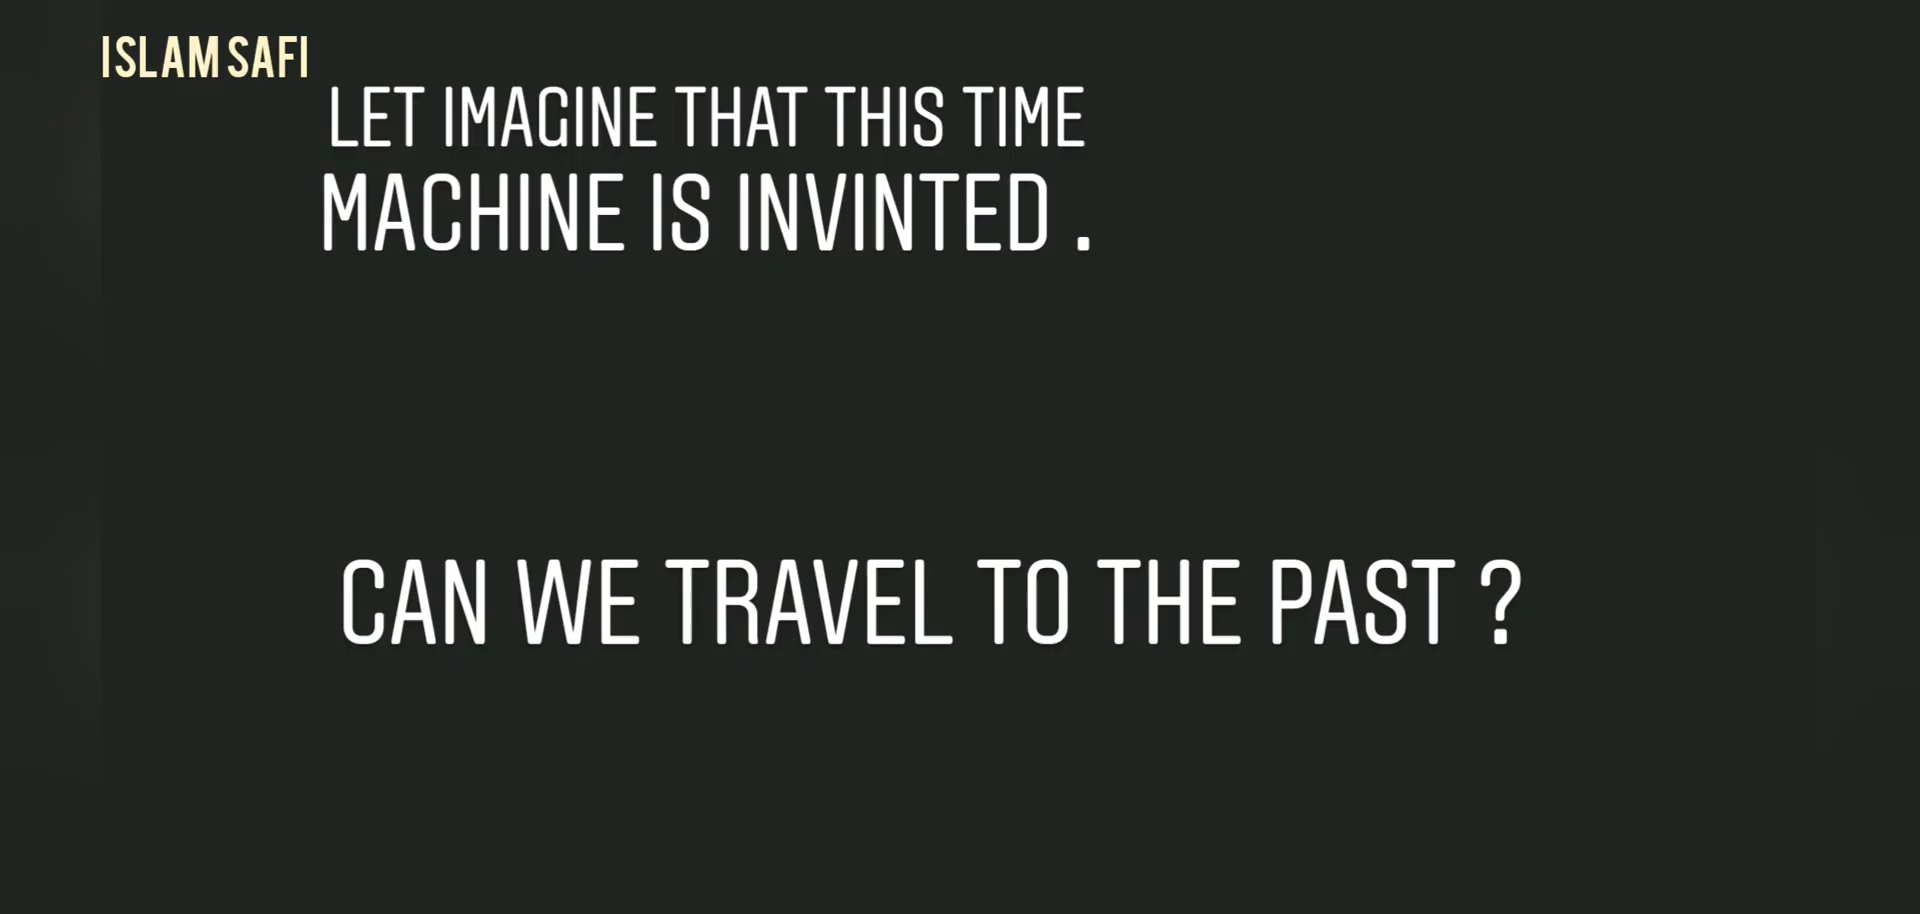 ISLAM SAFI
LET IMAGINE THAT THIS TIME
MACHINE IS INVINTED .
CAN WE TRAVEL TO THE PAST ?